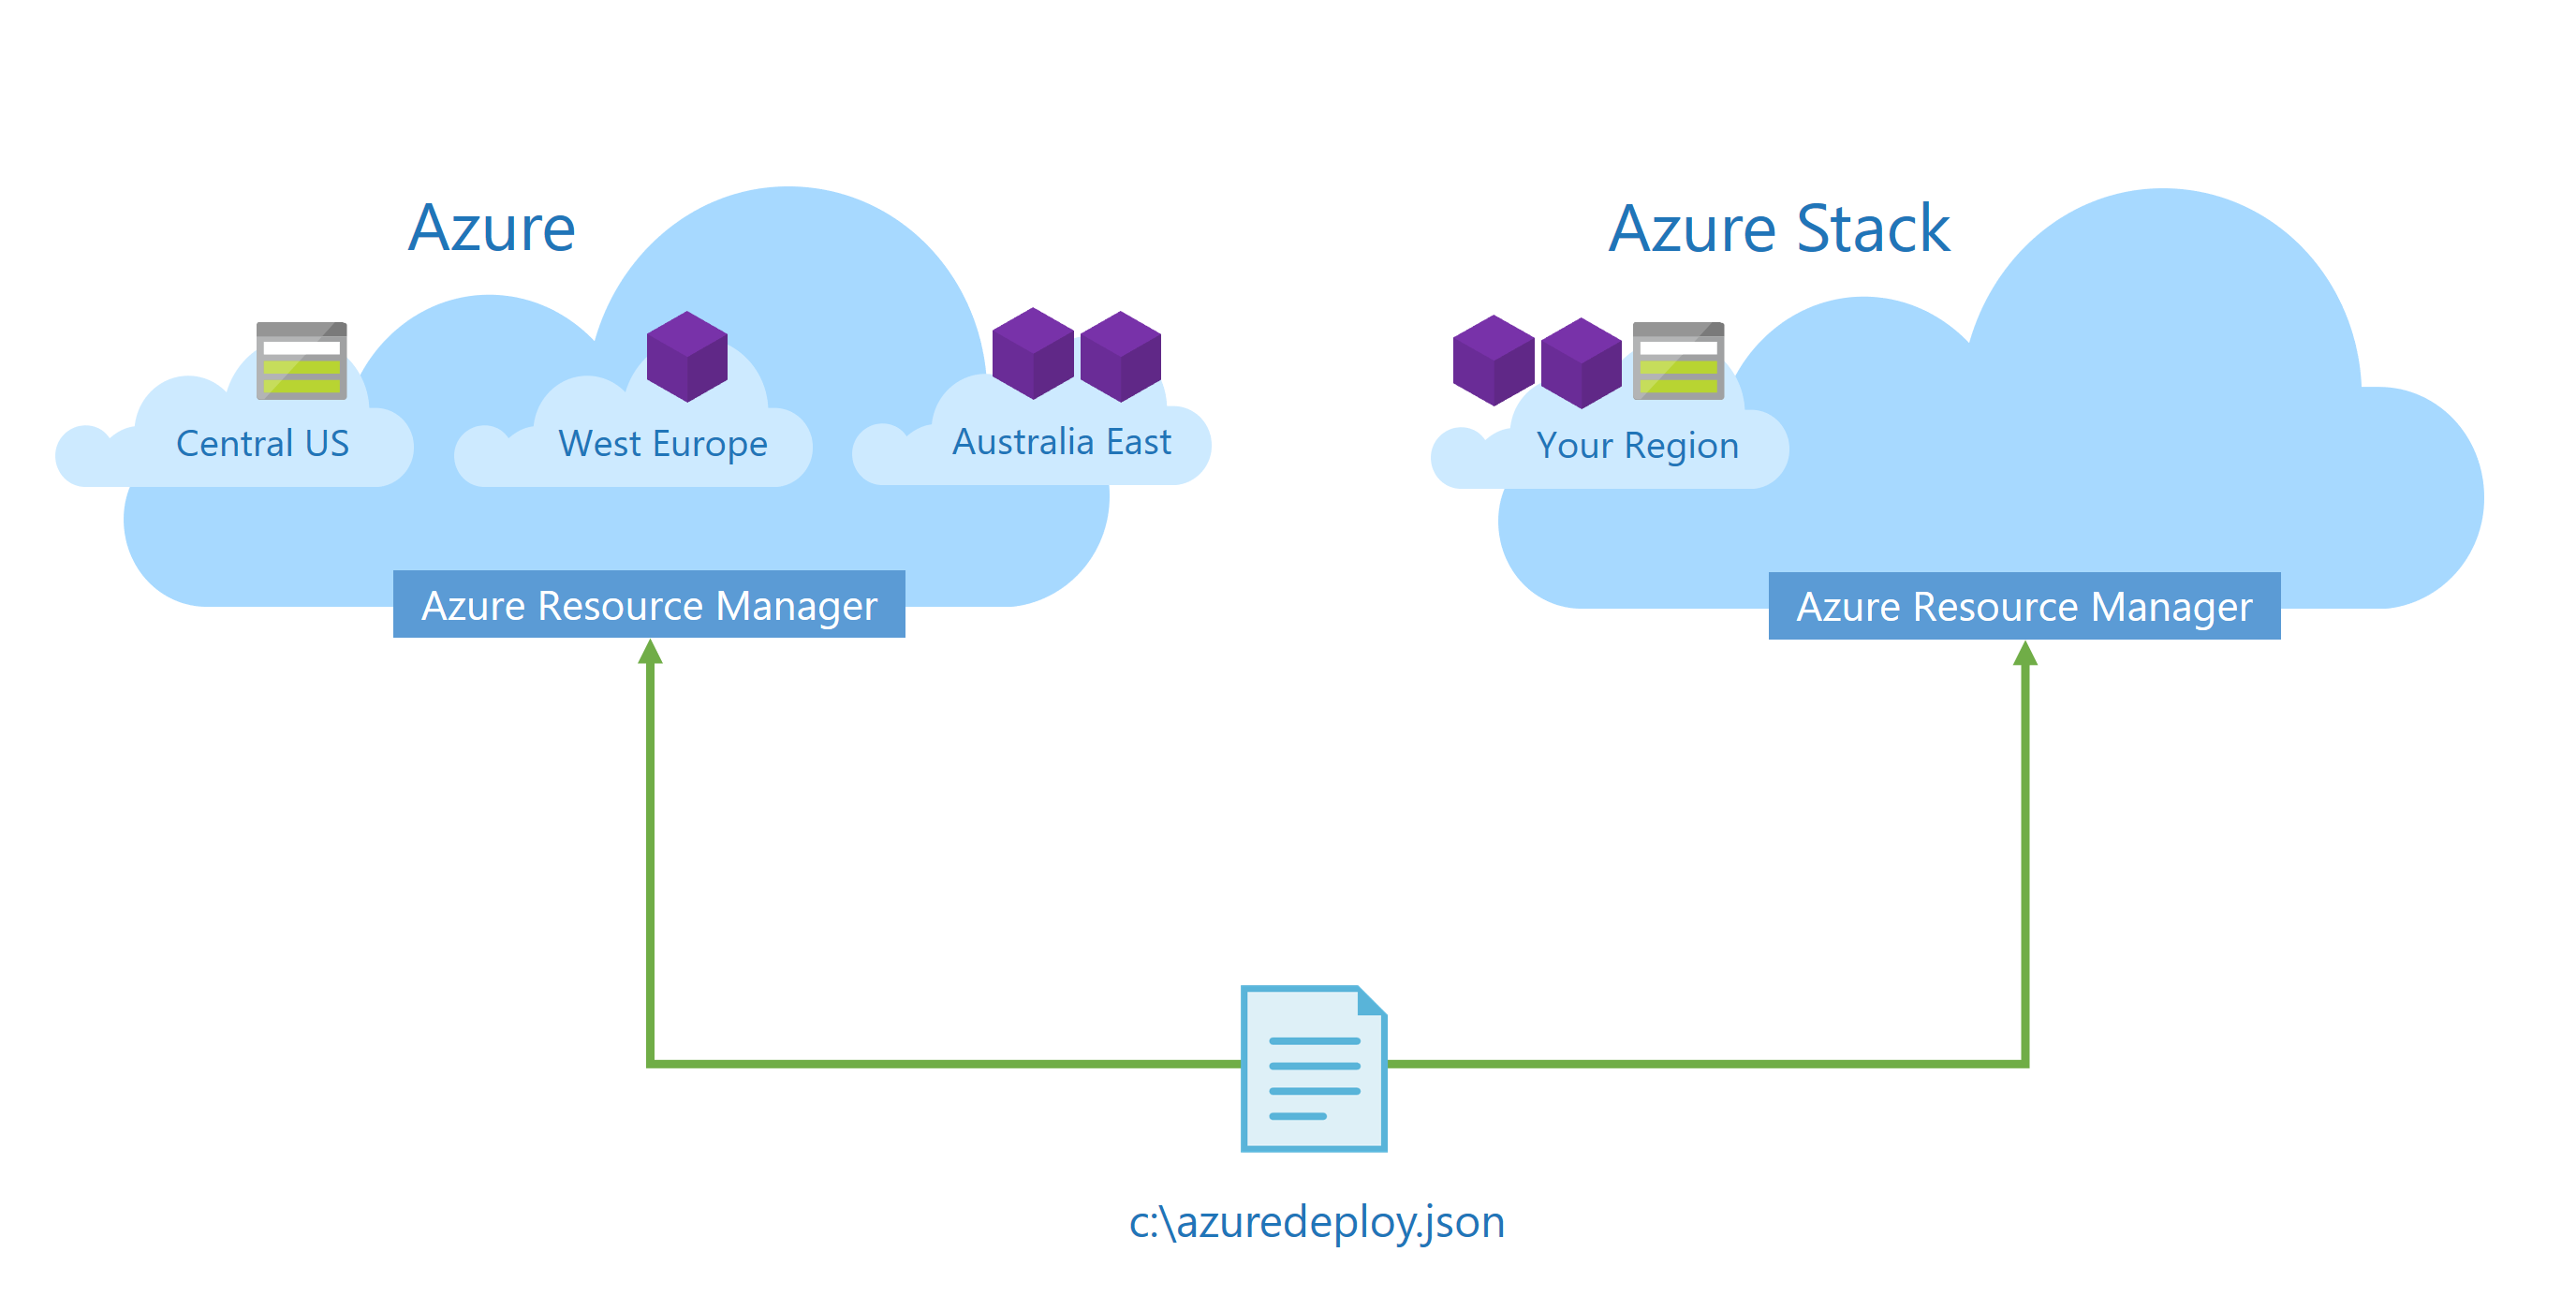 Azure
Azure Stack
Central US
West Europe
Australia East
Your Region
Azure Resource Manager
Azure Resource Manager
c:\azuredeploy.json